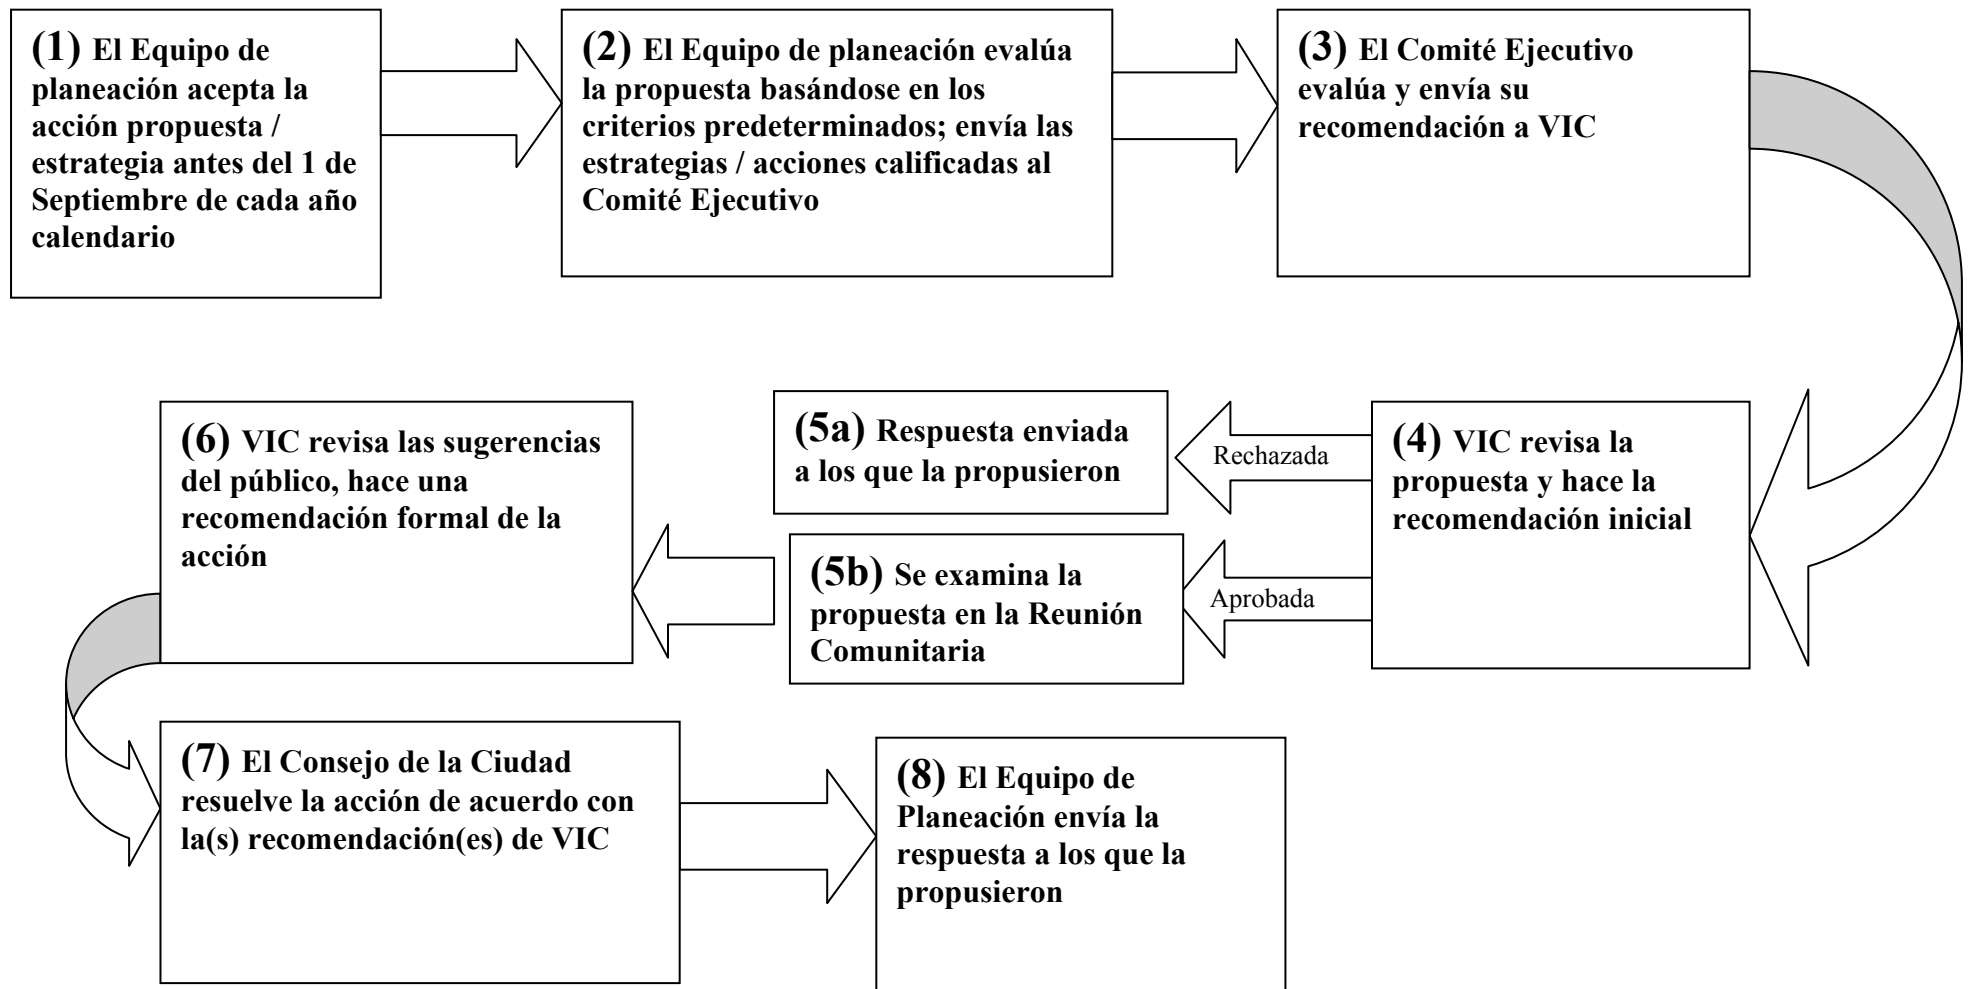 (1) El Equipo de
planeación acepta la
acción propuesta /
estrategia antes del 1 de
Septiembre de cada año
calendario
(2) El Equipo de planeación evalúa
la propuesta basándose en los
criterios predeterminados; envía las
estrategias / acciones calificadas al
Comité Ejecutivo
(3) El Comité Ejecutivo
evalúa y envía su
recomendación a VIC
(4) VIC revisa la
propuesta y hace la
recomendación inicial
Rechazada
(5a) Respuesta enviada
a los que la propusieron
Aprobada
(5b) Se examina la
propuesta en la Reunión
Comunitaria
(6) VIC revisa las sugerencias
del público, hace una
recomendación formal de la
acción
(7) El Consejo de la Ciudad
resuelve la acción de acuerdo con
la(s) recomendación(es) de VIC
(8) El Equipo de
Planeación envía la
respuesta a los que la
propusieron